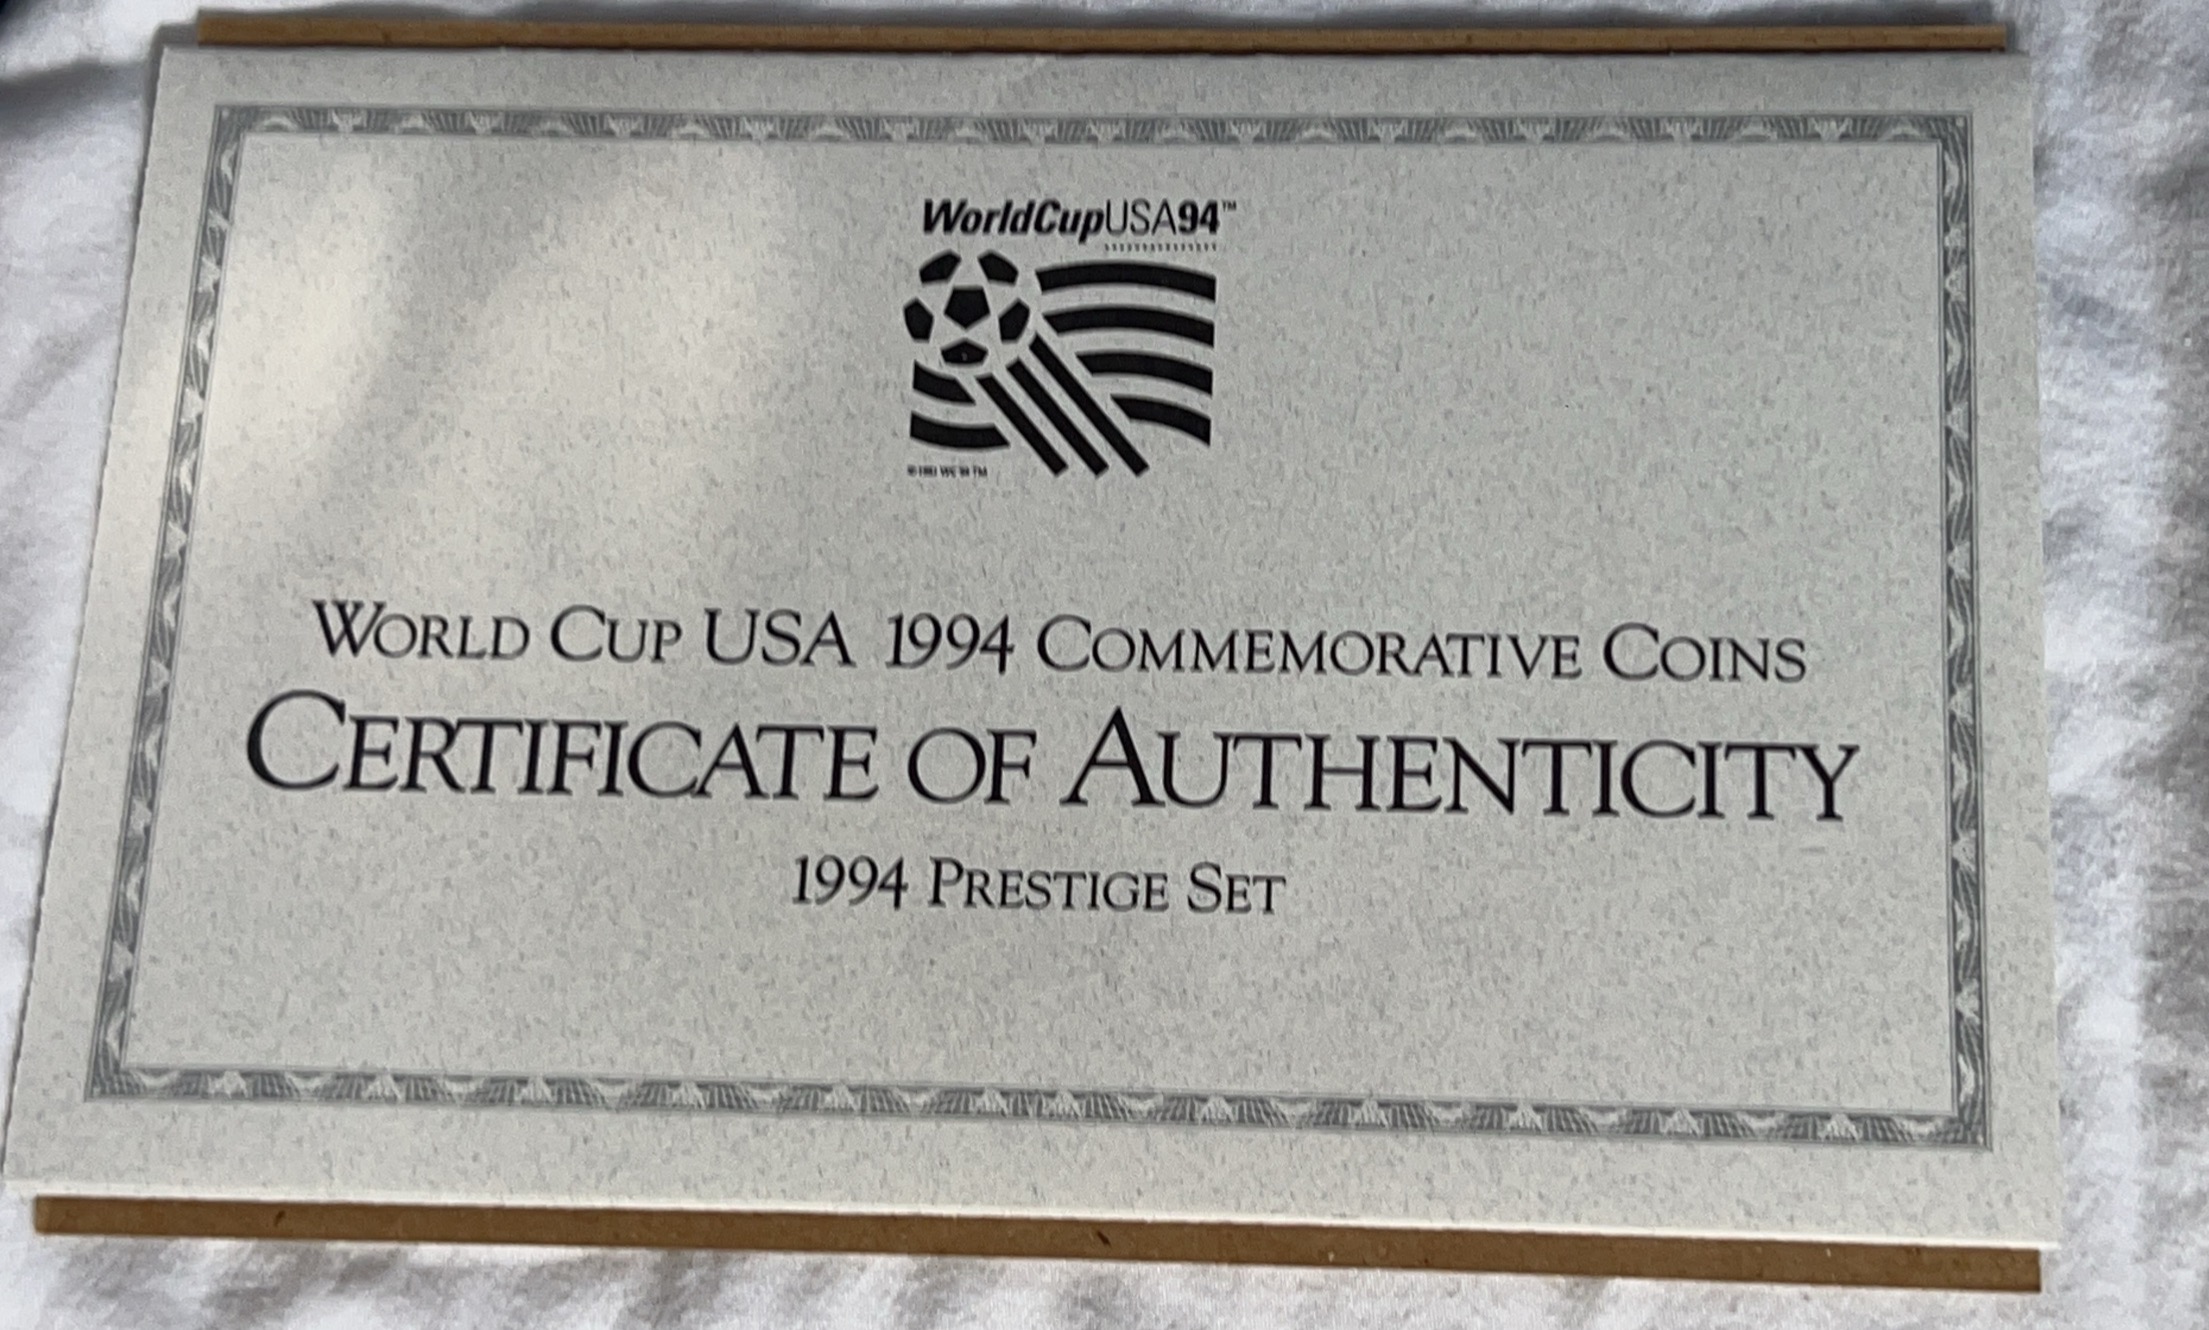 WorldCupUSA94™
WORLD CUP USA 1994 COMMEMORATIVE COINS
CERTIFICATE OF AUTHENTICITY
1994 PRESTIGE SET